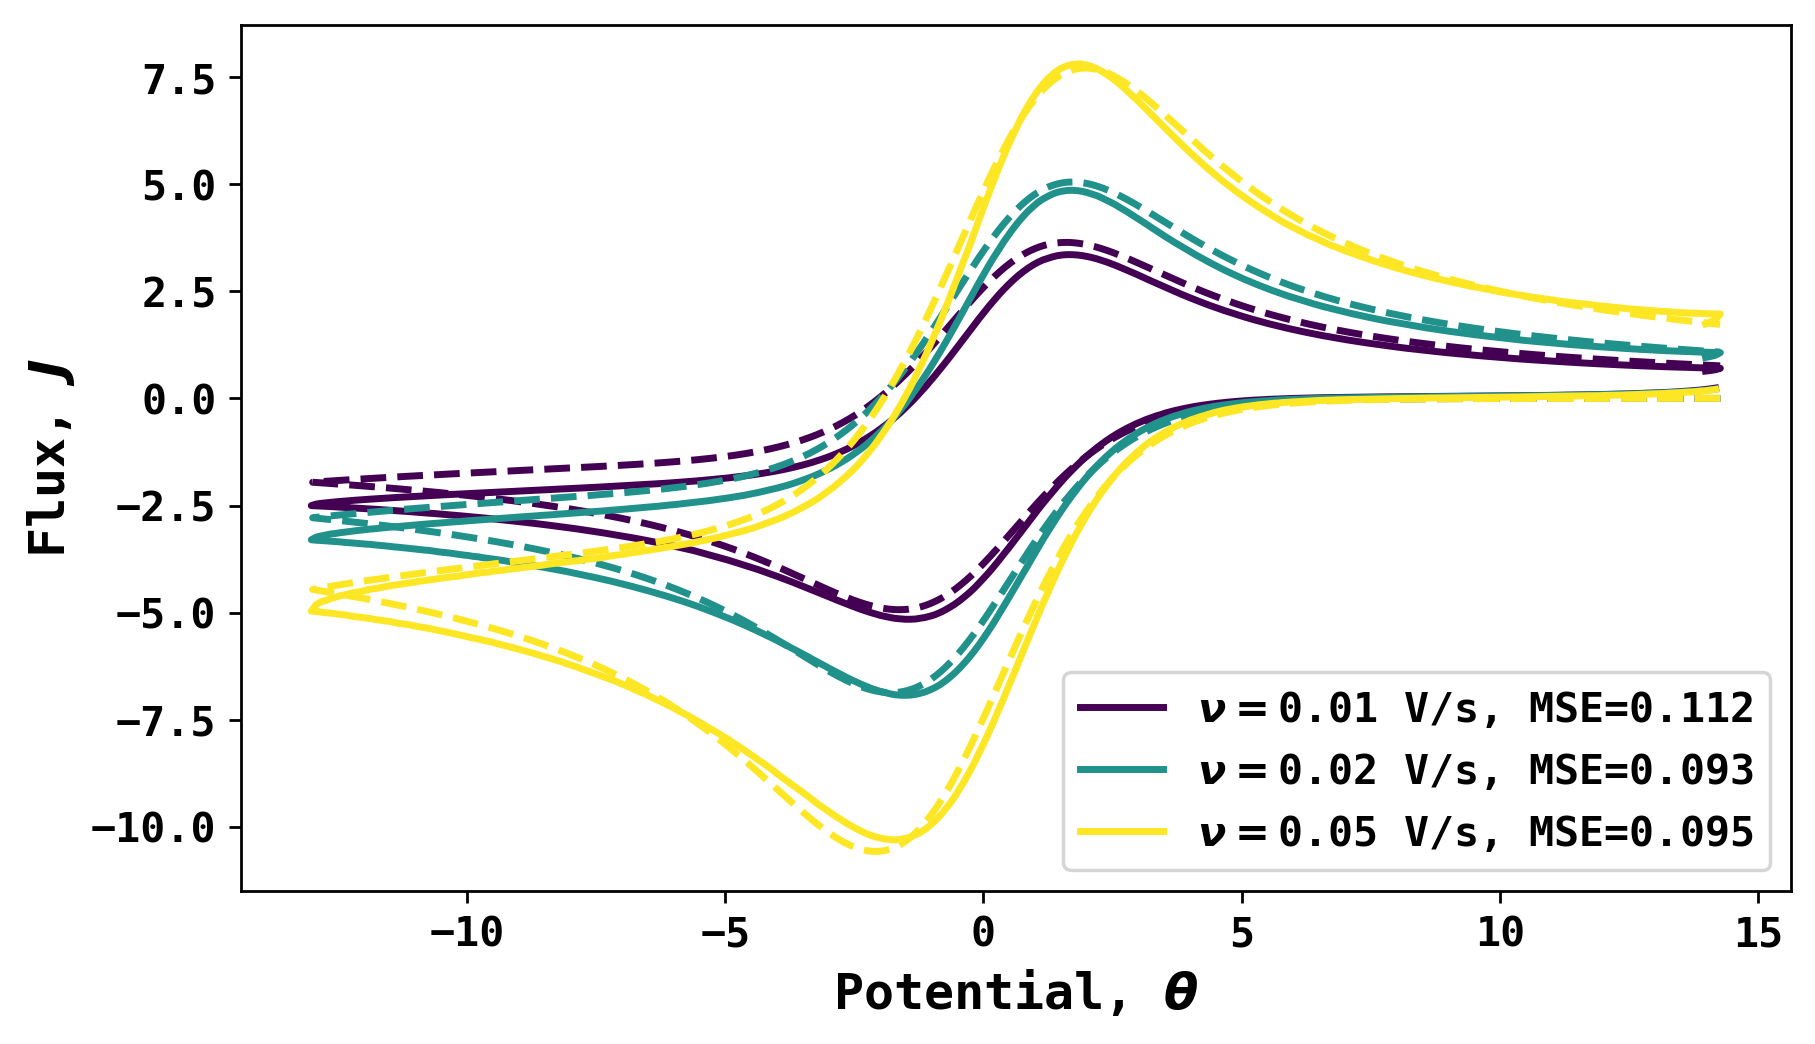 7.5
5.0
2.5
0.0
−2.5
−5.0
−7.5
−10.0
Flux, J
−10
−5
0
5
10
15
Potential, θ
ν = 0.01 V/s, MSE=0.112
ν = 0.02 V/s, MSE=0.093
ν = 0.05 V/s, MSE=0.095